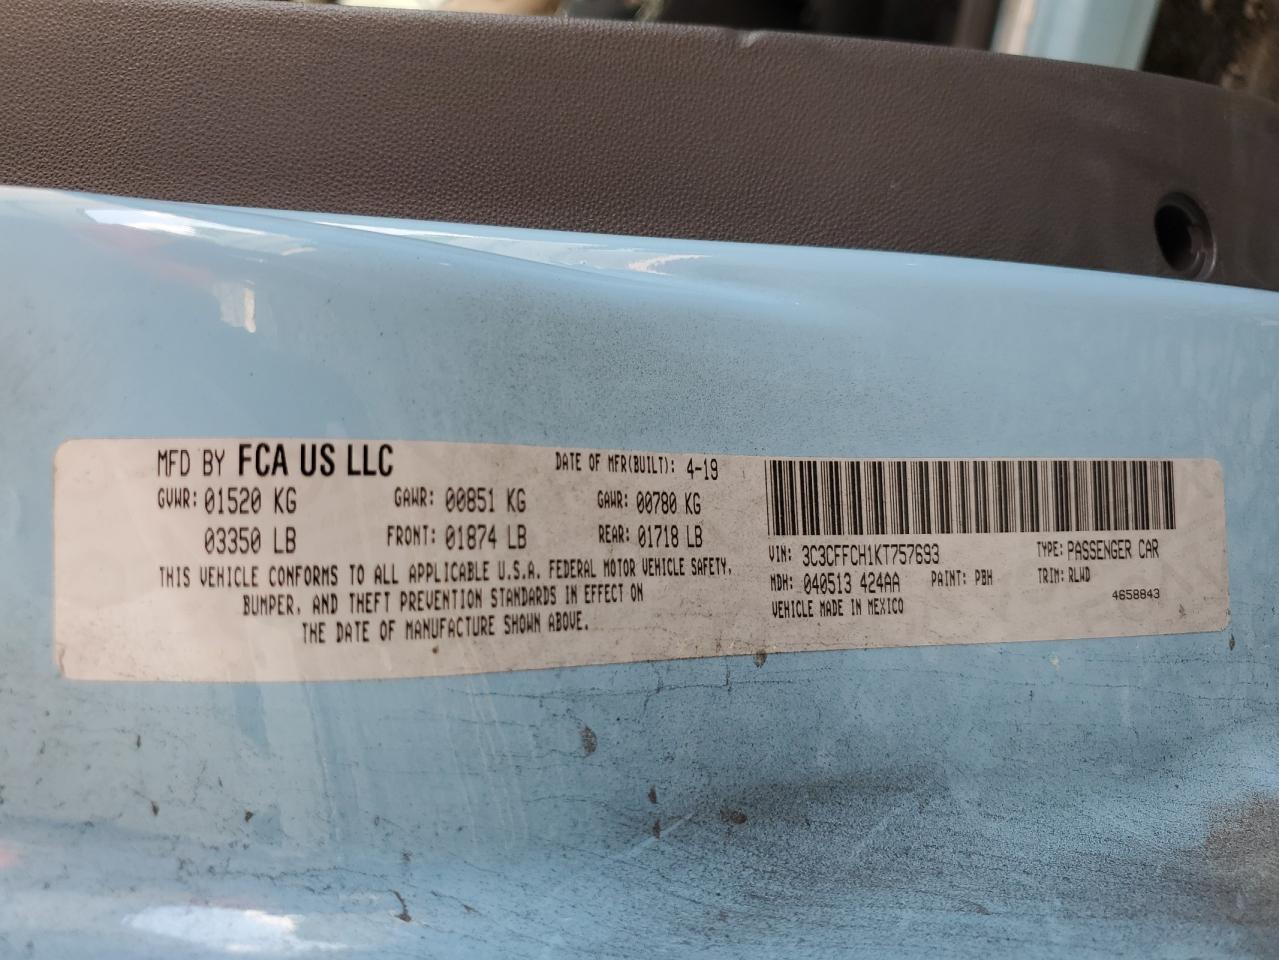 MFD BY FCA US LLC DATE OF MFR(BUILT): 4-19
GVWR: 01520 KG GAWR: 00851 KG GAWR: 00780 KG
03350 LB FRONT: 01874 LB REAR: 01718 LB
THIS VEHICLE CONFORMS TO ALL APPLICABLE U.S.A. FEDERAL MOTOR VEHICLE SAFETY,
BUMPER, AND THEFT PREVENTION STANDARDS IN EFFECT ON
THE DATE OF MANUFACTURE SHOWN ABOVE.
VIN: 3C3CFFCH1KT757693 TYPE: PASSENGER CAR
MDH: 040513 424AA PAINT: PBH TRIM: RLWD
VEHICLE MADE IN MEXICO 4658843